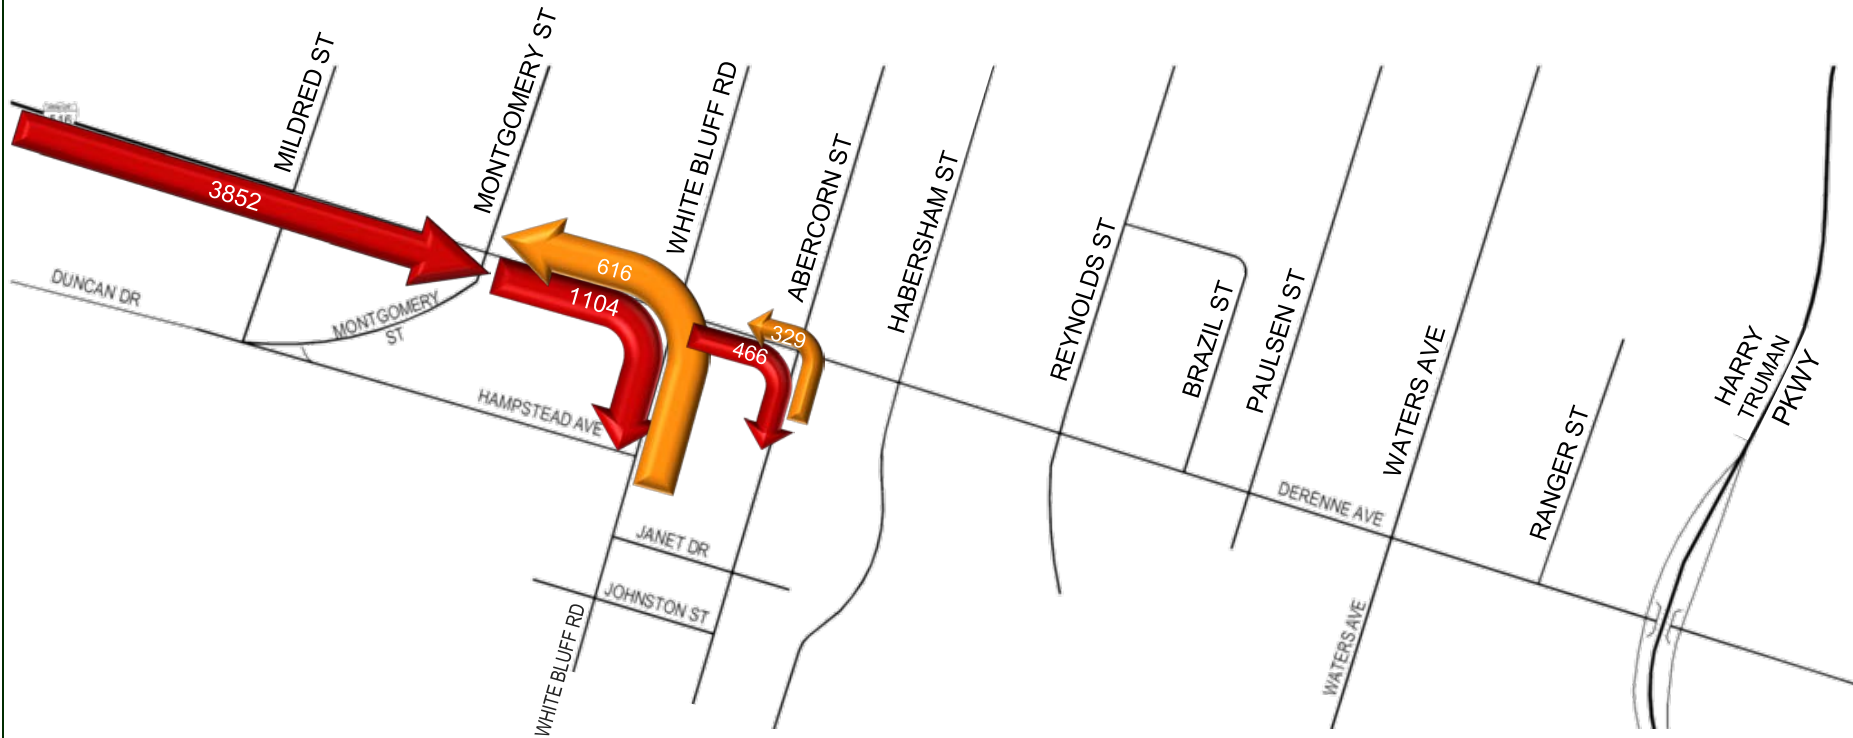 MILDRED ST
MONTGOMERY ST
WHITE BLUFF RD
ABERCORN ST
HABERSHAM ST
REYNOLDS ST
BRAZIL ST
PAULSEN ST
WATERS AVE
RANGER ST
HARRY
TRUMAN
PKWY
3852
616
1104
466
329
DUNCAN DR
MONTGOMERY
ST
HAMPSTEAD AVE
DERENNE AVE
JANET DR
JOHNSTON ST
WHITE BLUFF RD
WATERS AVE